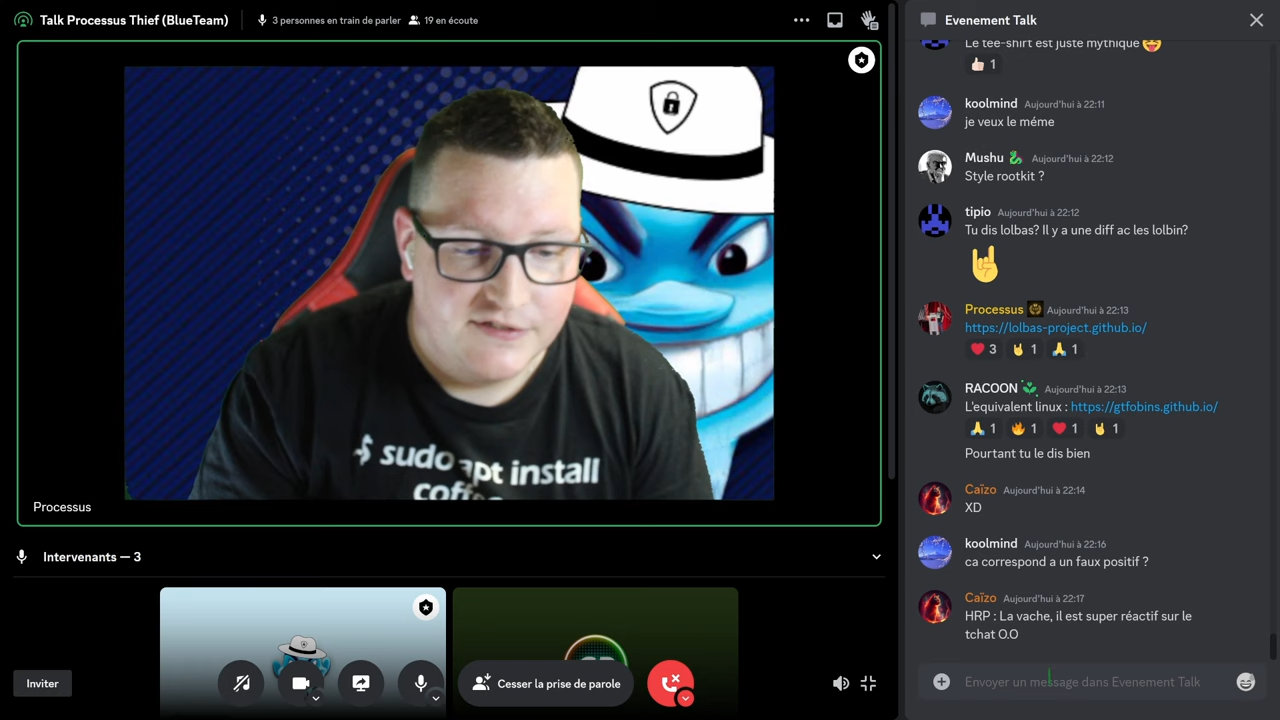 Talk Processus Thief (BlueTeam)
3 personnes en train de parler
19 en écoute
$ sudo apt install
Processus
Intervenants — 3
Inviter
Cesser la prise de parole
Evenement Talk
Le tee-shirt est juste mythique 😝
👍🏻 1
koolmind Aujourd'hui à 22:11
je veux le méme
Mushu 🐉 Aujourd'hui à 22:12
Style rootkit ?
tipio Aujourd'hui à 22:12
Tu dis lolbas? Il y a une diff ac les lolbin?
🤘
Processus Aujourd'hui à 22:13
https://lolbas-project.github.io/
❤️ 3 🤘 1 🙏 1
RACOON 🌿 Aujourd'hui à 22:13
L'equivalent linux : https://gtfobins.github.io/
🙏 1 🔥 1 ❤️ 1 🤘 1
Pourtant tu le dis bien
Caïzo Aujourd'hui à 22:14
XD
koolmind Aujourd'hui à 22:16
ca correspond a un faux positif ?
Caïzo Aujourd'hui à 22:17
HRP : La vache, il est super réactif sur le
tchat O.O
Envoyer un message dans Evenement Talk